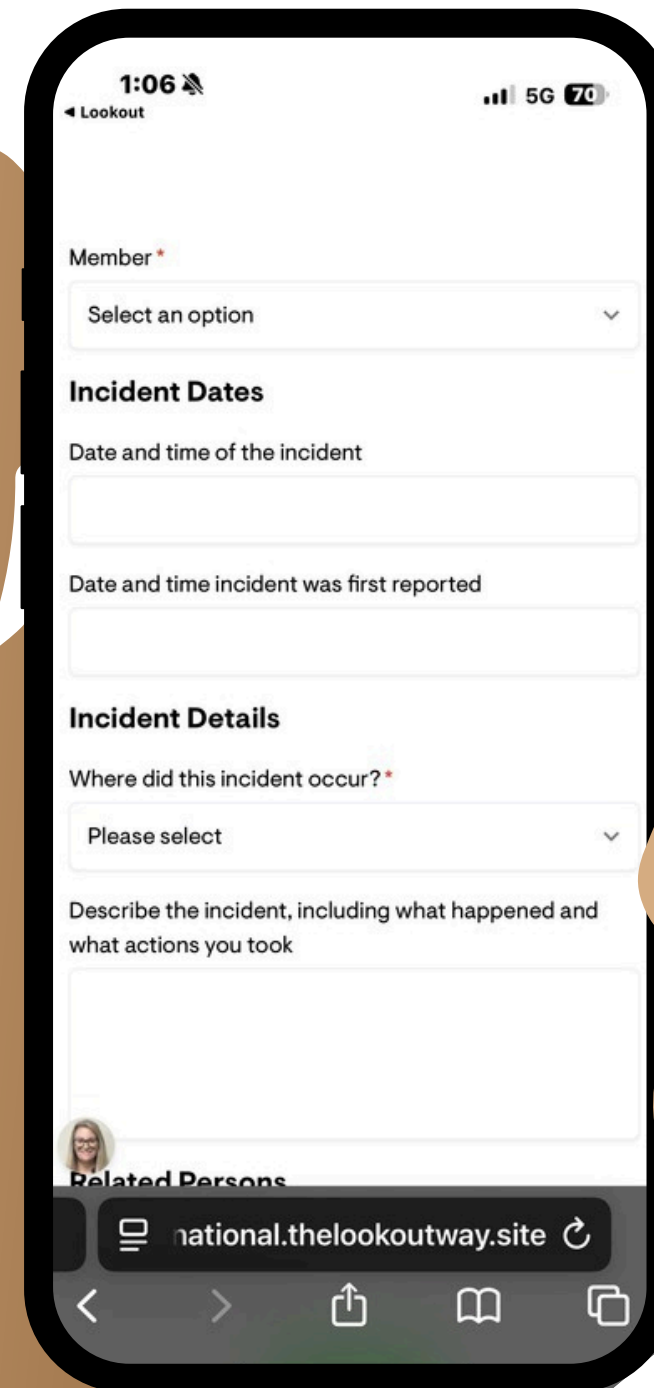 1:06
5G 70
◀ Lookout
Member *
Select an option
Incident Dates
Date and time of the incident
Date and time incident was first reported
Incident Details
Where did this incident occur? *
Please select
Describe the incident, including what happened and
what actions you took
Related Persons
national.thelookoutway.site